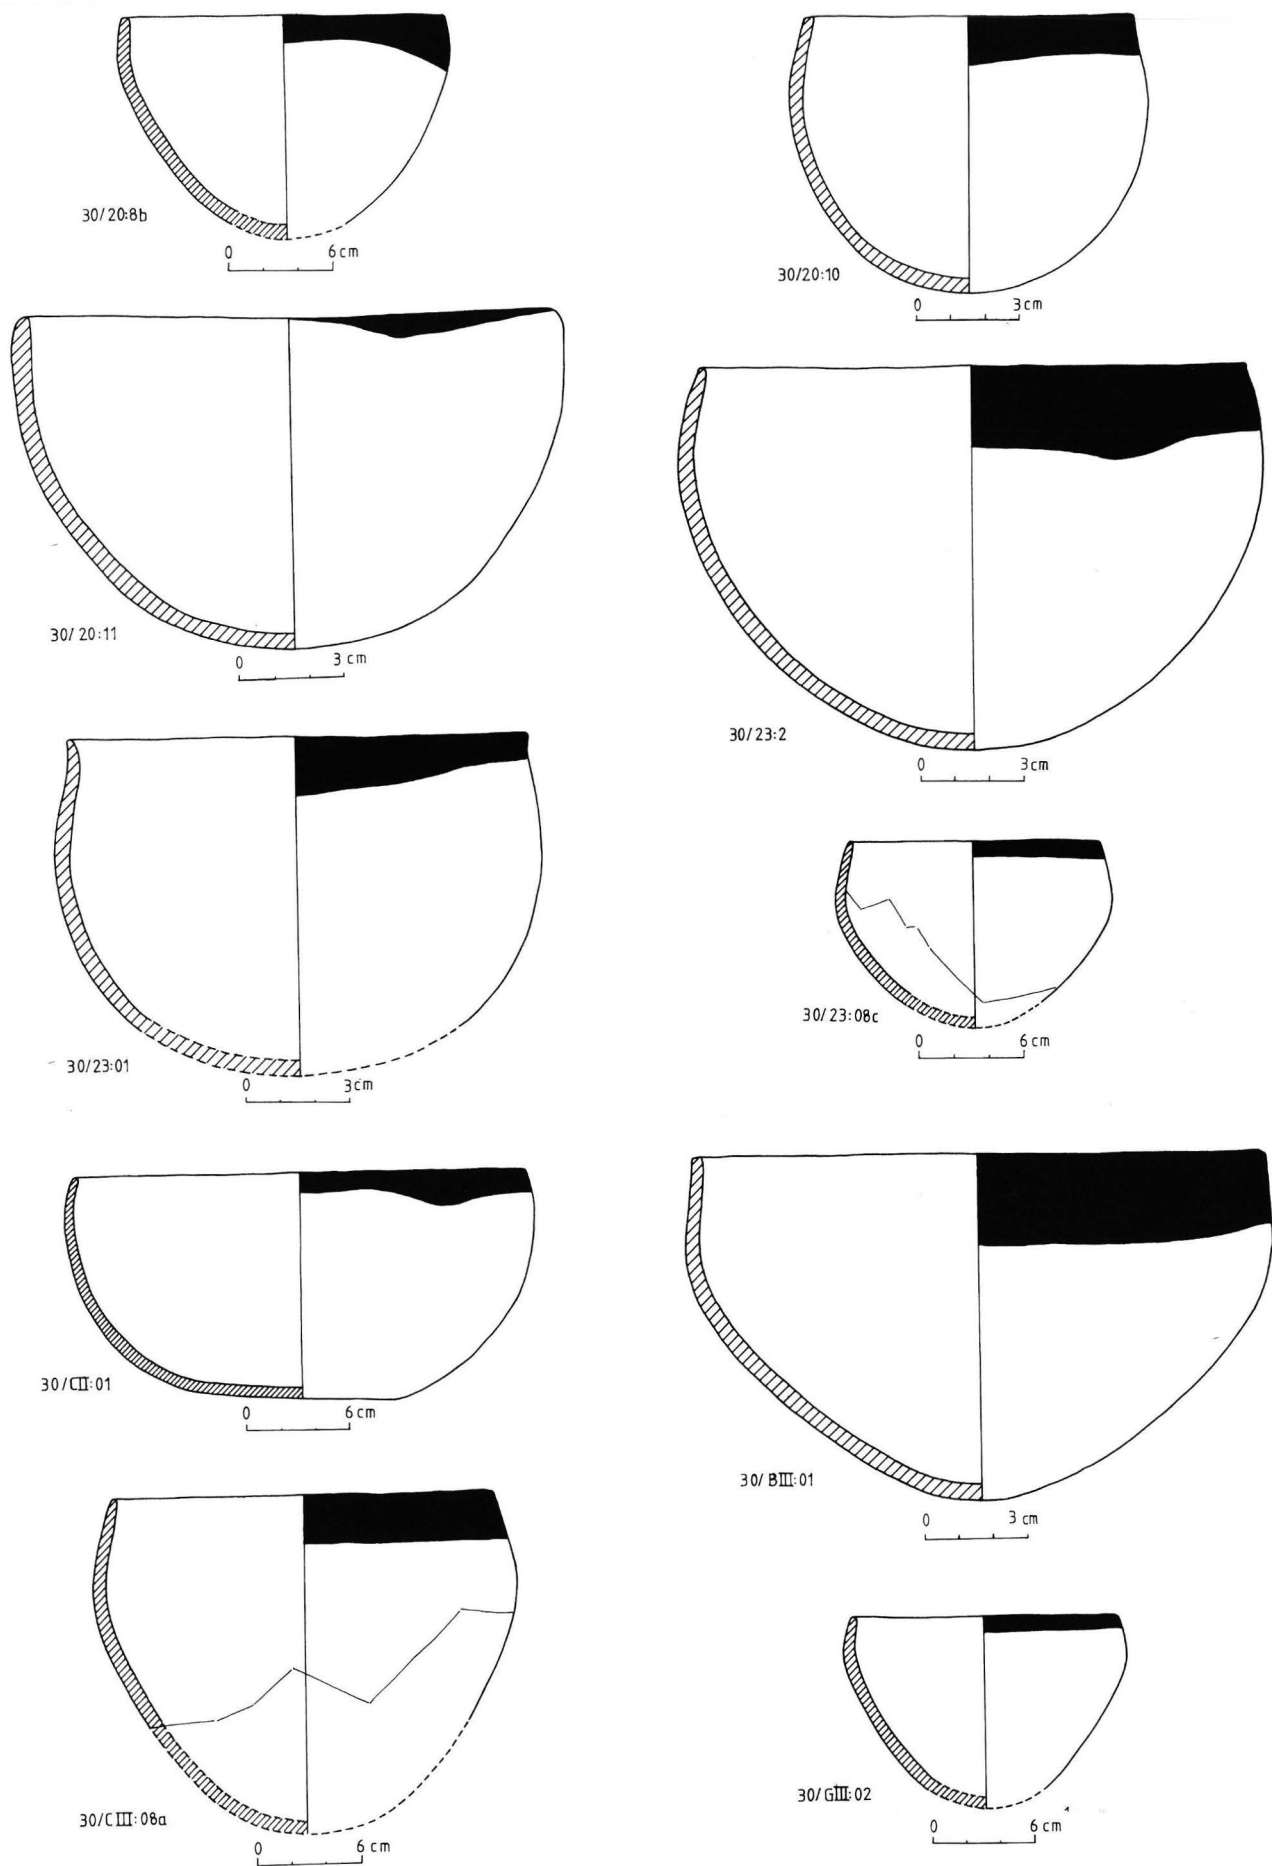 30/20:8b
0 6 cm
30/20:10
0 3 cm
30/20:11
0 3 cm
30/23:2
0 3 cm
30/23:01
0 3 cm
30/23:08c
0 6 cm
30/CII:01
0 6 cm
30/BIII:01
0 3 cm
30/CIII:08a
0 6 cm
30/GIII:02
0 6 cm